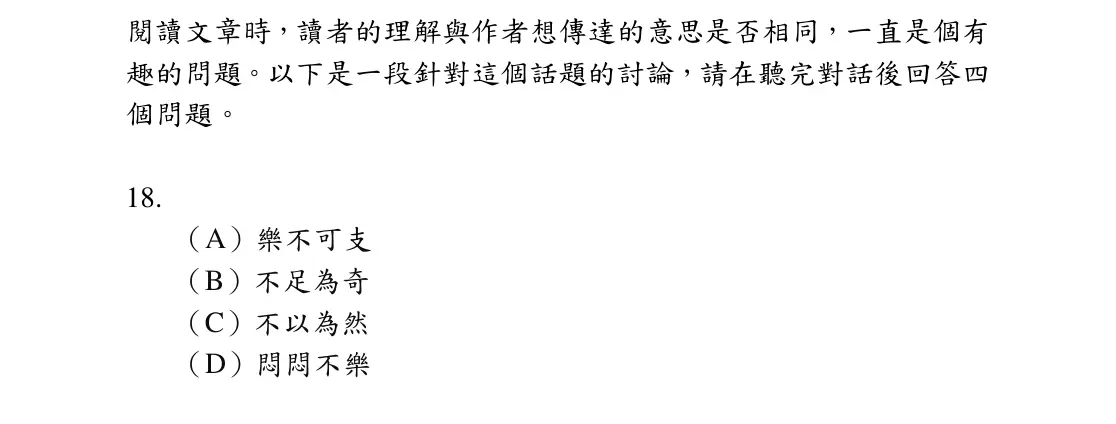 閱讀文章時，讀者的理解與作者想傳達的意思是否相同，一直是個有
趣的問題。以下是一段針對這個話題的討論，請在聽完對話後回答四
個問題。
18.
（A）樂不可支
（B）不足為奇
（C）不以為然
（D）悶悶不樂